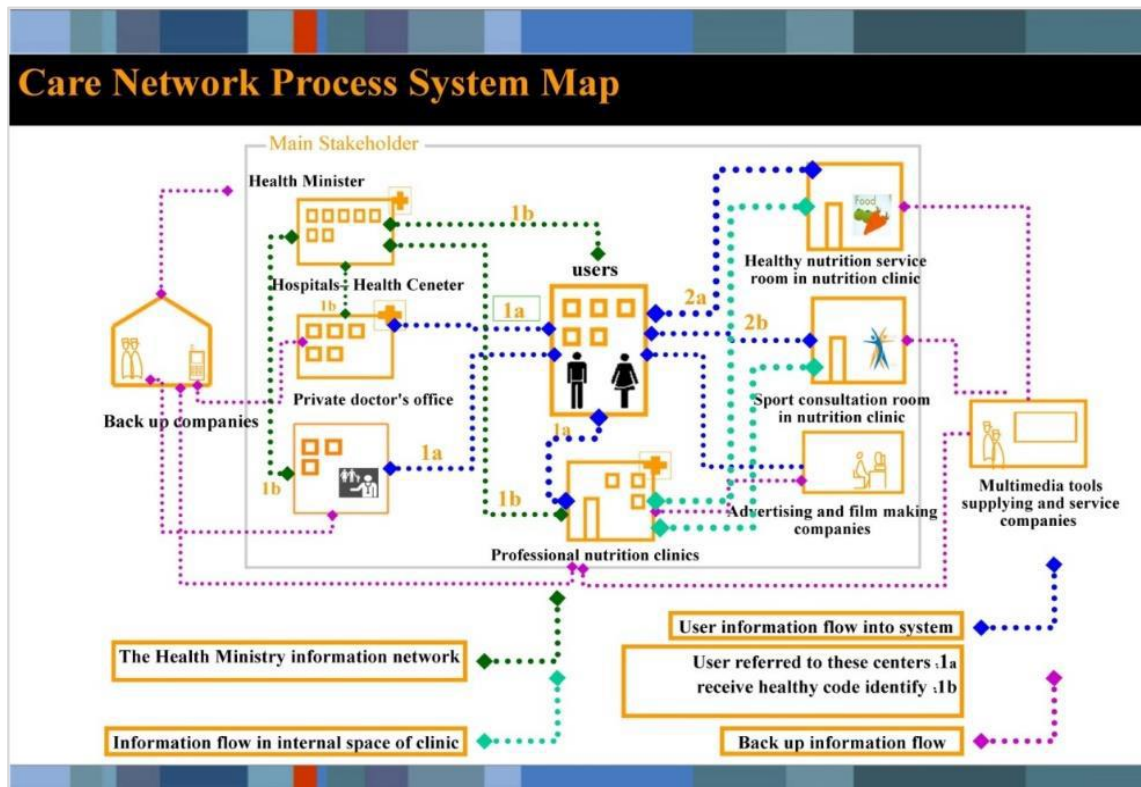 Care Network Process System Map
Main Stakeholder
Health Minister
1b
users
Hospitals- Health Ceneter
1b
1a
2a
2b
Healthy nutrition service
room in nutrition clinic
Private doctor's office
Back up companies
1a
1a
1b
1b
Food
Sport consultation room
in nutrition clinic
Advertising and film making
companies
Multimedia tools
supplying and service
companies
Professional nutrition clinics
The Health Ministry information network
Information flow in internal space of clinic
User information flow into system
User referred to these centers :1a
receive healthy code identify :1b
Back up information flow